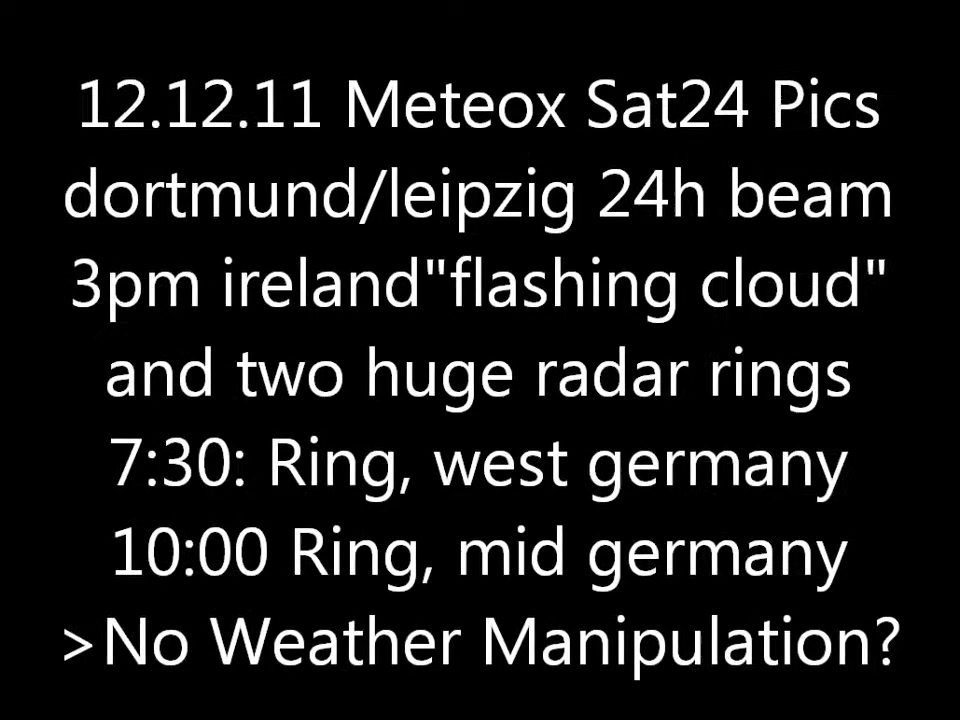 12.12.11 Meteox Sat24 Pics
dortmund/leipzig 24h beam
3pm ireland"flashing cloud"
and two huge radar rings
7:30: Ring, west germany
10:00 Ring, mid germany
>No Weather Manipulation?